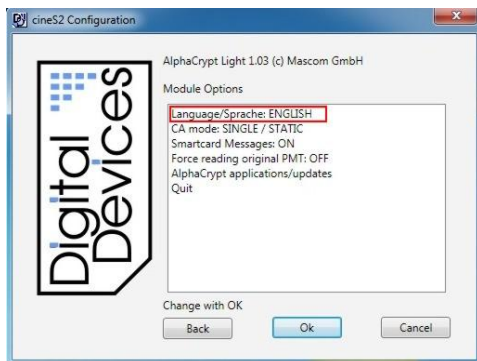 cineS2 Configuration
AlphaCrypt Light 1.03 (c) Mascom GmbH
Module Options
Digital
Devices
Language/Sprache: ENGLISH
CA mode: SINGLE / STATIC
Smartcard Messages: ON
Force reading original PMT: OFF
AlphaCrypt applications/updates
Quit
Change with OK
Back
Ok
Cancel